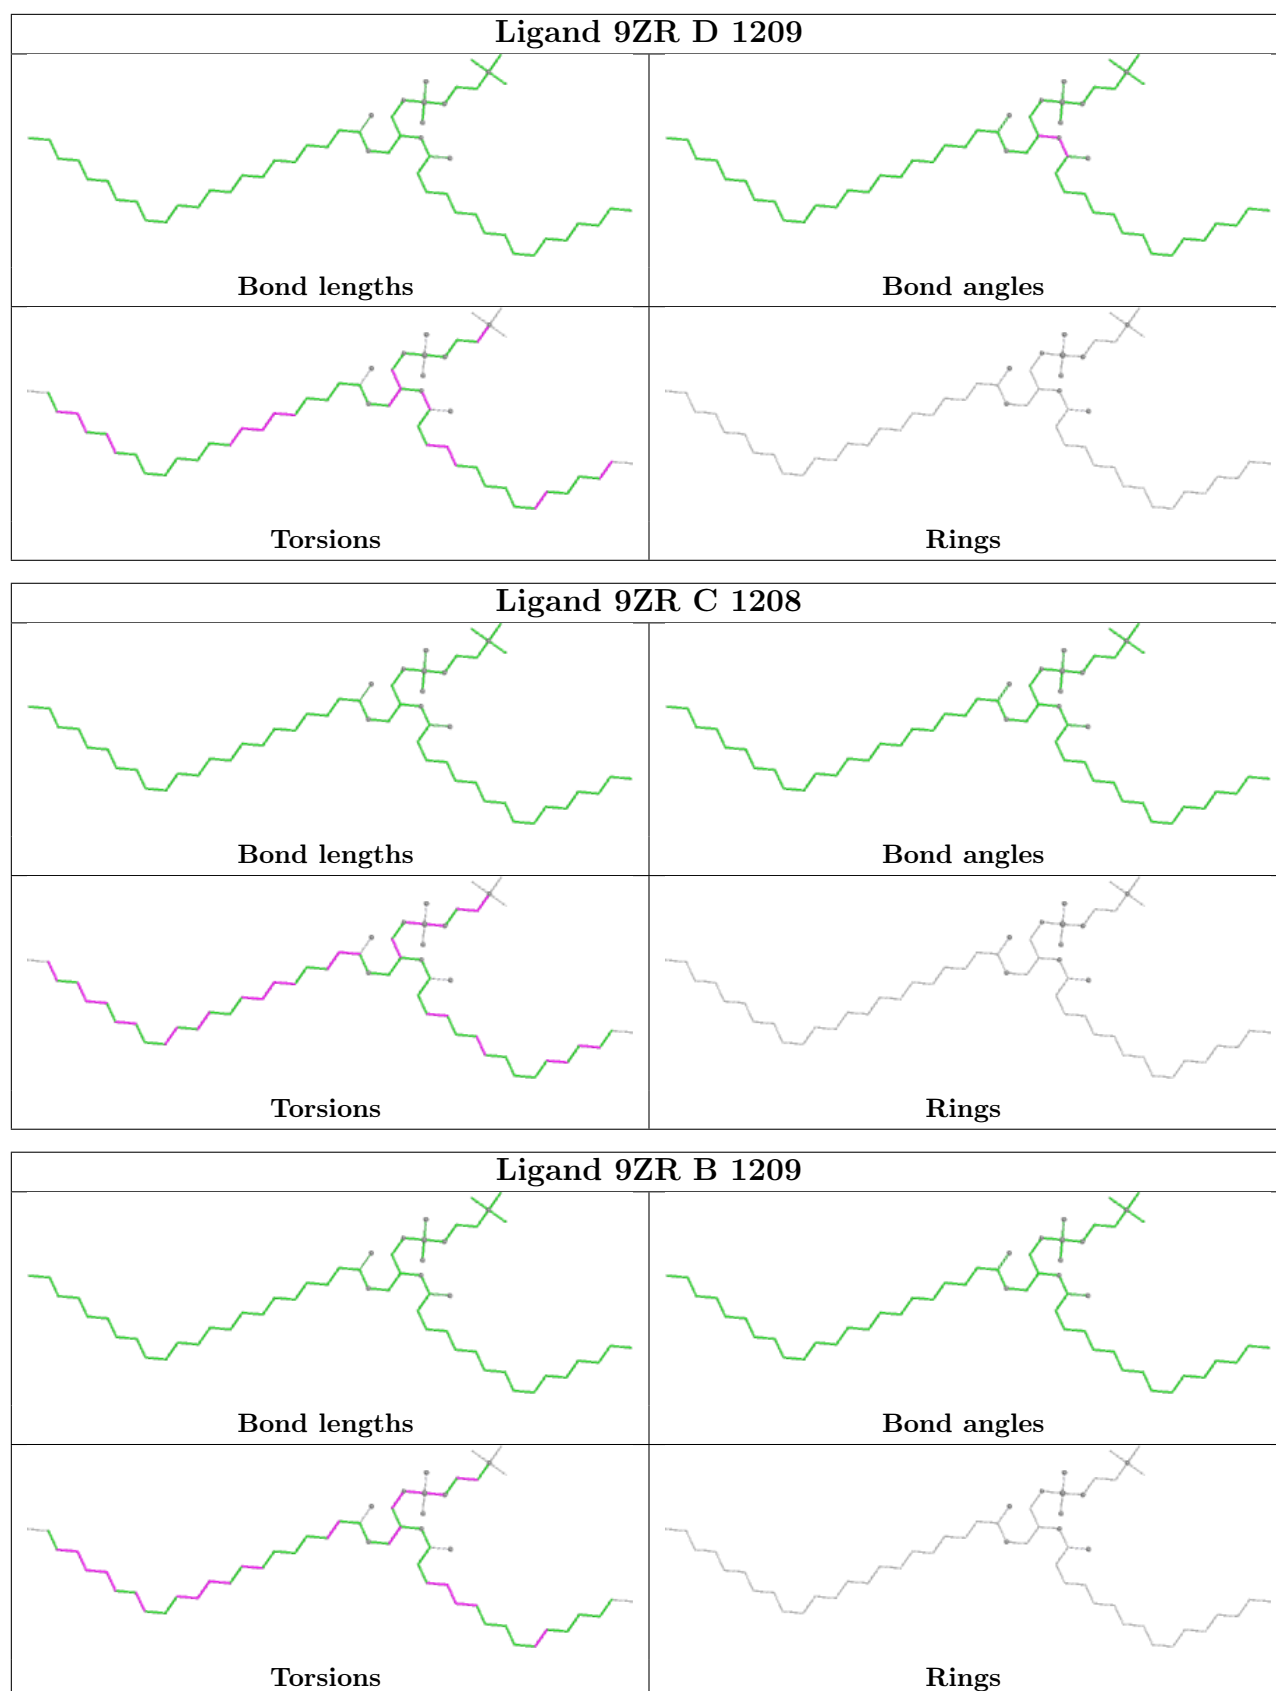 Ligand 9ZR D 1209
Bond lengths
Bond angles
Torsions
Rings
Ligand 9ZR C 1208
Bond lengths
Bond angles
Torsions
Rings
Ligand 9ZR B 1209
Bond lengths
Bond angles
Torsions
Rings